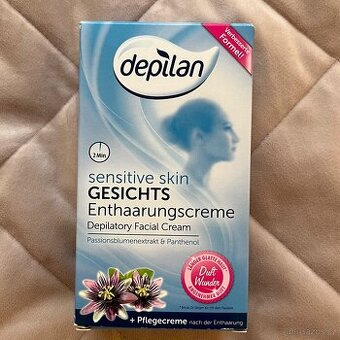 Verbesserte
Formel!
depilan
2 Min
sensitive skin
GESICHTS
Enthaarungscreme
Depilatory Facial Cream
Passionsblumenextrakt & Panthenol
Duft
Wunder
+ Pflegecreme nach der Enthaarung